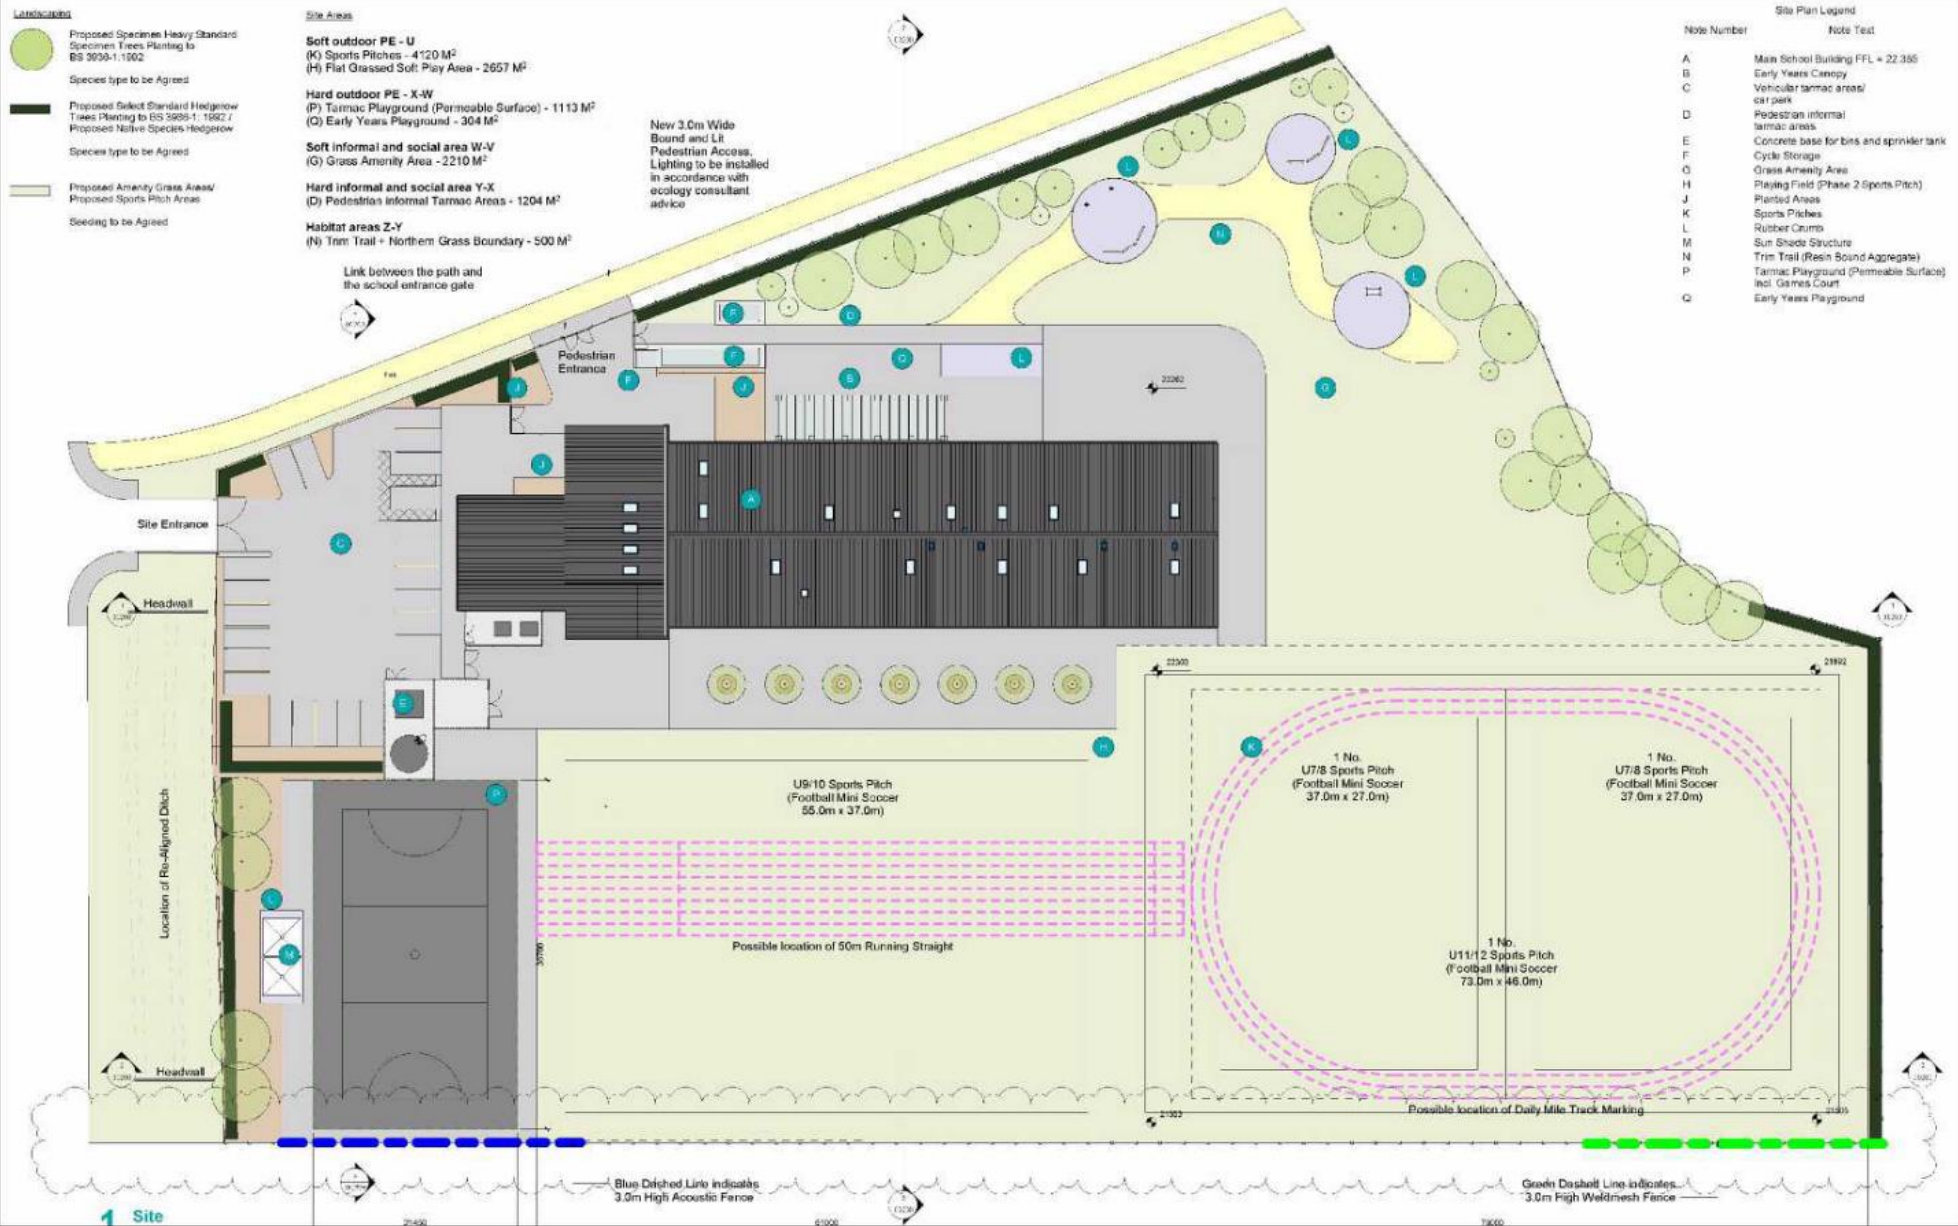 Landscaping
Proposed Specimen Heavy Standard
Specimen Trees Planting to
BS 3936-1:1992
Species type to be Agreed
Proposed Select Standard Hedgerow
Trees Planting to BS 3936-1: 1992 /
Proposed Native Species Hedgerow
Species type to be Agreed
Proposed Amenity Grass Areas/
Proposed Sports Pitch Areas
Seeding to be Agreed
Site Areas
Soft outdoor PE - U
(K) Sports Pitches - 4120 M²
(H) Flat Grassed Soft Play Area - 2657 M²
Hard outdoor PE - X-W
(P) Tarmac Playground (Permeable Surface) - 1113 M²
(Q) Early Years Playground - 304 M²
Soft informal and social area W-V
(G) Grass Amenity Area - 2210 M²
Hard informal and social area Y-X
(D) Pedestrian informal Tarmac Areas - 1204 M²
Habitat areas Z-Y
(N) Trim Trail + Northern Grass Boundary - 500 M²
Link between the path and
the school entrance gate
New 3.0m Wide
Bound and Lit
Pedestrian Access.
Lighting to be installed
in accordance with
ecology consultant
advice
Site Plan Legend
Note Number Note Text
A Main School Building FFL = 22.355
B Early Years Canopy
C Vehicular tarmac areas/
car park
D Pedestrian informal
tarmac areas
E Concrete base for bins and sprinkler tank
F Cycle Storage
G Grass Amenity Area
H Playing Field (Phase 2 Sports Pitch)
J Planted Areas
K Sports Pitches
L Rubber Crumb
M Sun Shade Structure
N Trim Trail (Resin Bound Aggregate)
P Tarmac Playground (Permeable Surface)
Incl. Games Court
Q Early Years Playground
L
L
N
L
F
D
Pedestrian
Entrance
F
Q
L
J
F
J
B
G
J
A
Site Entrance
C
Headwall
E
22300
H
K
P
U9/10 Sports Pitch
(Football Mini Soccer
55.0m x 37.0m)
1 No.
U7/8 Sports Pitch
(Football Mini Soccer
37.0m x 27.0m)
1 No.
U7/8 Sports Pitch
(Football Mini Soccer
37.0m x 27.0m)
Location of Re-Aligned Ditch
L
M
Possible location of 50m Running Straight
1 No.
U11/12 Sports Pitch
(Football Mini Soccer
73.0m x 46.0m)
Headwall
Possible location of Daily Mile Track Marking
Blue Dashed Line indicates
3.0m High Acoustic Fence
Green Dashed Line indicates
3.0m High Weldmesh Fence
1 Site
21450
61000